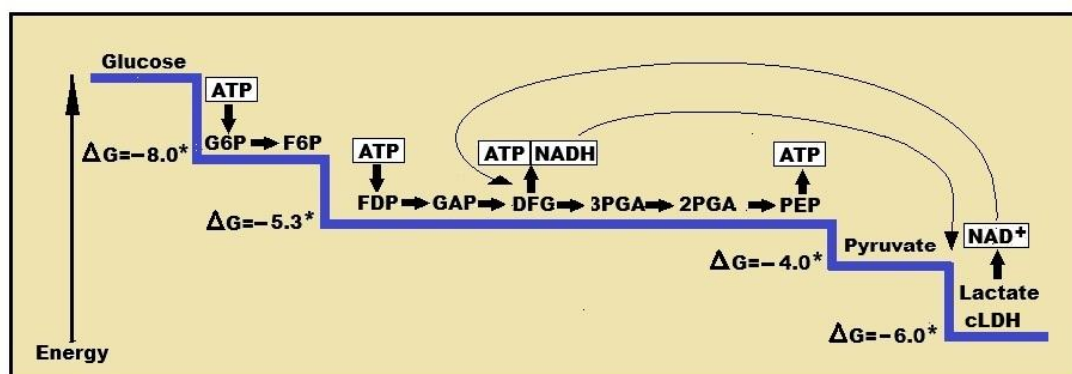 Glucose
ATP
G6P F6P
ΔG=−8.0*
ATP
FDP GAP DFG 3PGA 2PGA PEP
ATP NADH
ATP
ΔG=−5.3*
Pyruvate
NAD⁺
ΔG=−4.0*
Lactate
cLDH
ΔG=−6.0*
Energy